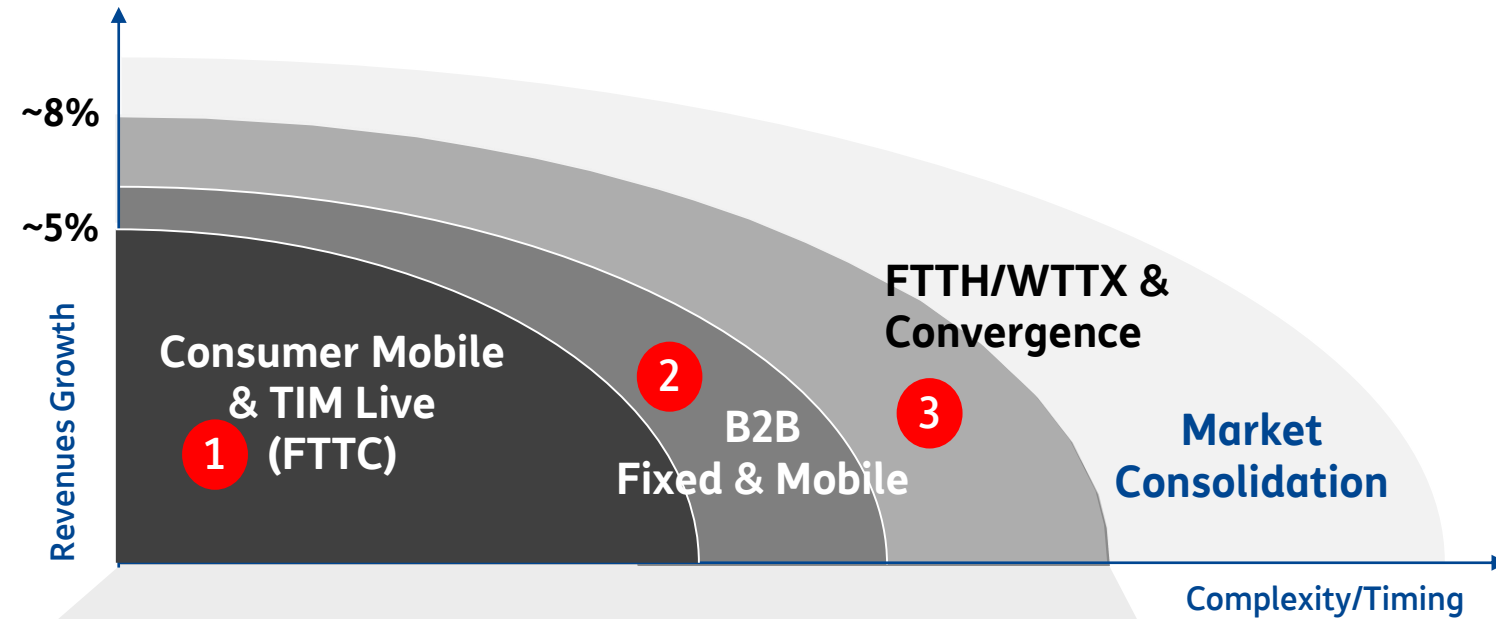 ~8%
~5%
Revenues Growth
Consumer Mobile
& TIM Live
1 (FTTC)
2
B2B
Fixed & Mobile
FTTH/WTTX &
Convergence
3
Market
Consolidation
Complexity/Timing